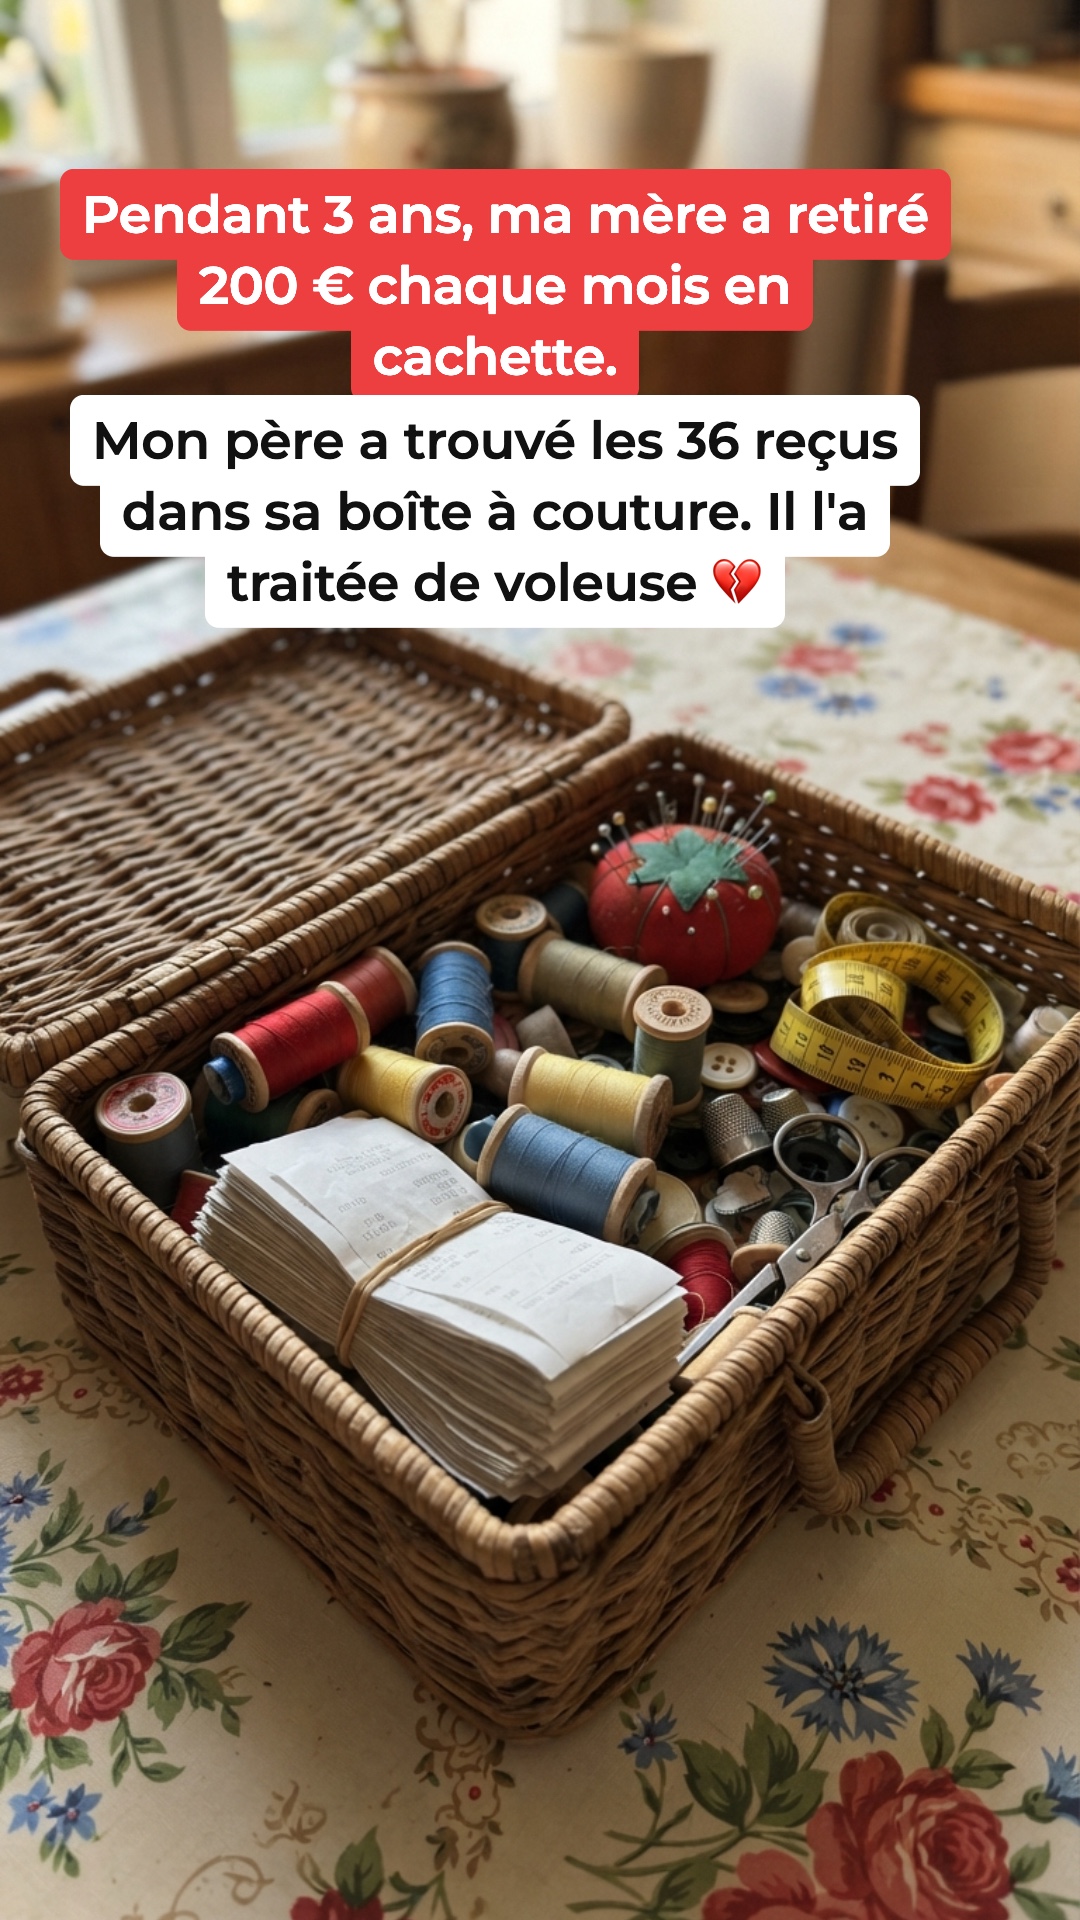 Pendant 3 ans, ma mère a retiré
200 € chaque mois en
cachette.
Mon père a trouvé les 36 reçus
dans sa boîte à couture. Il l'a
traitée de voleuse 💔